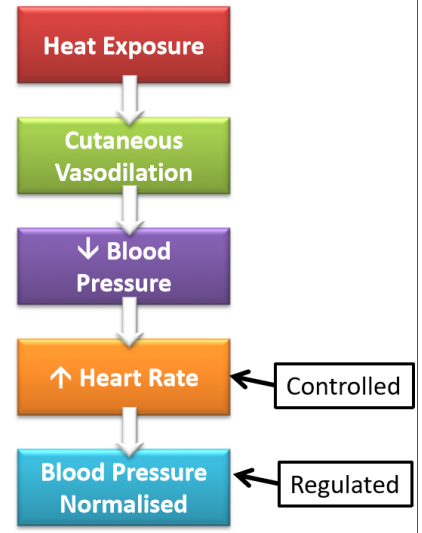 Heat Exposure
Cutaneous
Vasodilation
↓ Blood
Pressure
↑ Heart Rate
Controlled
Blood Pressure
Normalised
Regulated